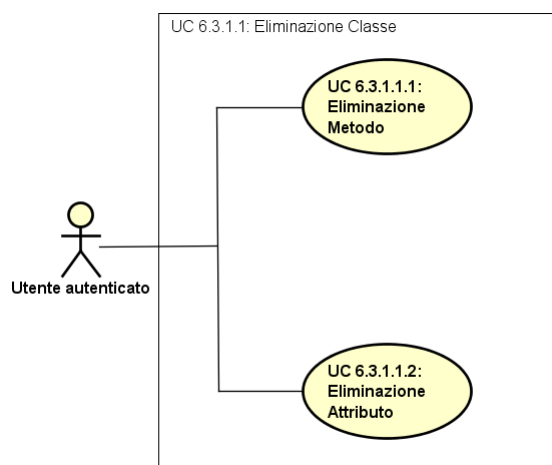 UC 6.3.1.1: Eliminazione Classe
UC 6.3.1.1.1:
Eliminazione
Metodo
Utente autenticato
UC 6.3.1.1.2:
Eliminazione
Attributo